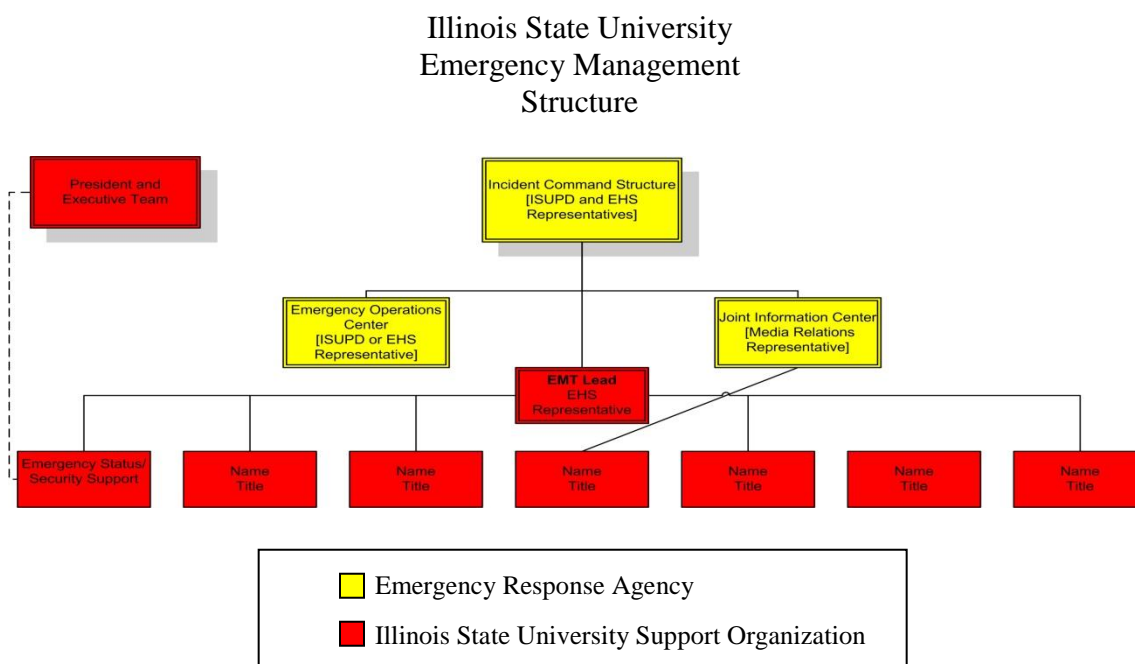 Illinois State University
Emergency Management
Structure
President and
Executive Team
Incident Command Structure
[ISUPD and EHS
Representatives]
Emergency Operations
Center
[ISUPD or EHS
Representative]
Joint Information Center
[Media Relations
Representative]
EMT Lead
EHS
Representative
Emergency Status/
Security Support
Name
Title
Name
Title
Name
Title
Name
Title
Name
Title
Name
Title
Emergency Response Agency
Illinois State University Support Organization